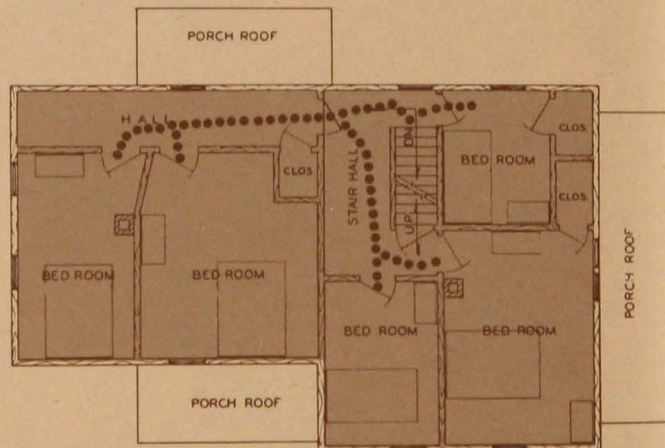 PORCH ROOF
HALL
DN
CLOS
CLOS
BED ROOM
STAIR HALL
CLOS
UP
BED ROOM
BED ROOM
PORCH ROOF
BED ROOM
BED ROOM
PORCH ROOF